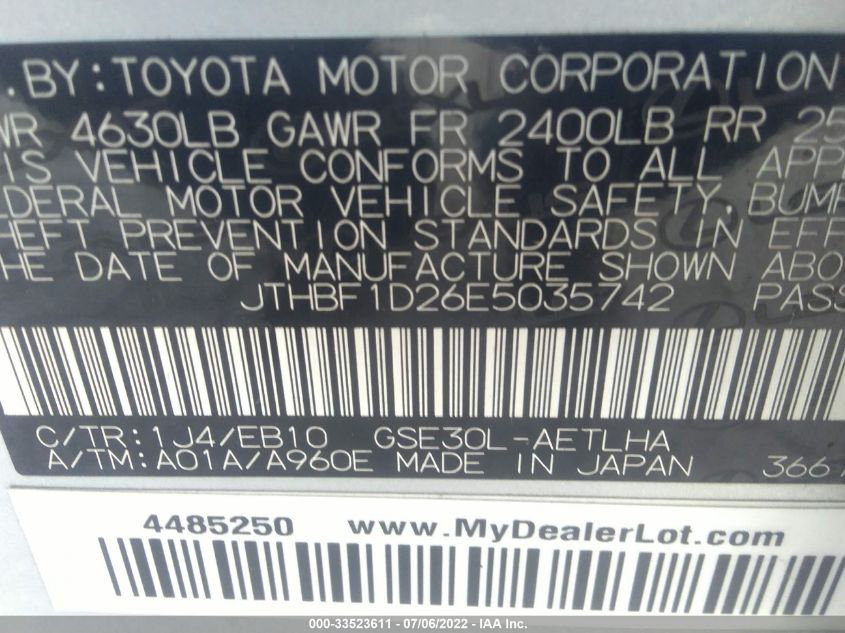 .BY:TOYOTA MOTOR CORPORATION
WR 4630LB GAWR FR 2400LB RR 25
IS VEHICLE CONFORMS TO ALL APP
DERAL MOTOR VEHICLE SAFETY, BUMP
HEFT PREVENTION STANDARDS IN EFF
HE DATE OF MANUFACTURE SHOWN ABO
JTHBF1D26E5035742 PASS
C/TR:1J4/EB10 GSE30L-AETLHA
A/TM:A01A/A960E MADE IN JAPAN 3661
4485250 www.MyDealerLot.com
000-33523611 - 07/06/2022 - IAA Inc.